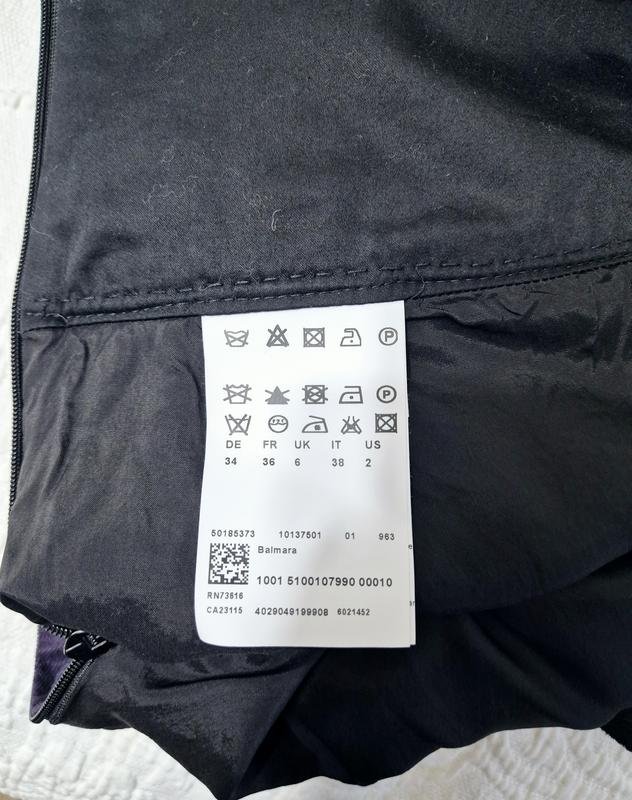 DE FR UK IT US
34 36 6 38 2
50185373 10137501 01 963
Balmara
1001 5100107990 00010
RN73616
CA23115 4029049199908 6021452